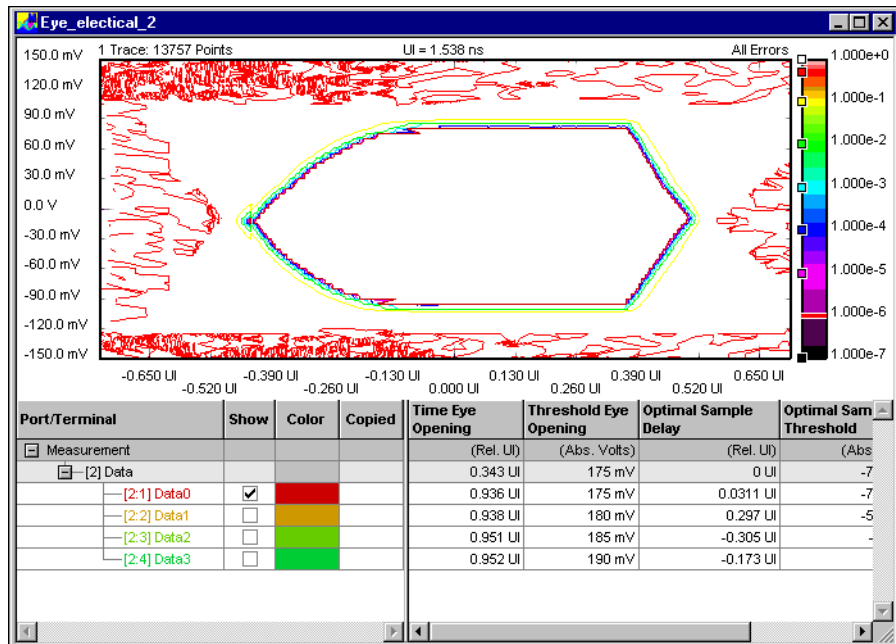 Eye_electical_2
1 Trace: 13757 Points UI = 1.538 ns All Errors
150.0 mV
120.0 mV
90.0 mV
60.0 mV
30.0 mV
0.0 V
-30.0 mV
-60.0 mV
-90.0 mV
-120.0 mV
-150.0 mV
1.000e+0
1.000e-1
1.000e-2
1.000e-3
1.000e-4
1.000e-5
1.000e-6
1.000e-7
-0.650 UI -0.390 UI -0.130 UI 0.130 UI 0.390 UI 0.650 UI
-0.520 UI -0.260 UI 0.000 UI 0.260 UI 0.520 UI
Port/Terminal Show Color Copied Time Eye Opening Threshold Eye Opening Optimal Sample Delay Optimal Sam Threshold
Measurement (Rel. UI) (Abs. Volts) (Rel. UI) (Abs
[2] Data 0.343 UI 175 mV 0 UI -7
[2:1] Data0 0.936 UI 175 mV 0.0311 UI -7
[2:2] Data1 0.938 UI 180 mV 0.297 UI -5
[2:3] Data2 0.951 UI 185 mV -0.305 UI -
[2:4] Data3 0.952 UI 190 mV -0.173 UI